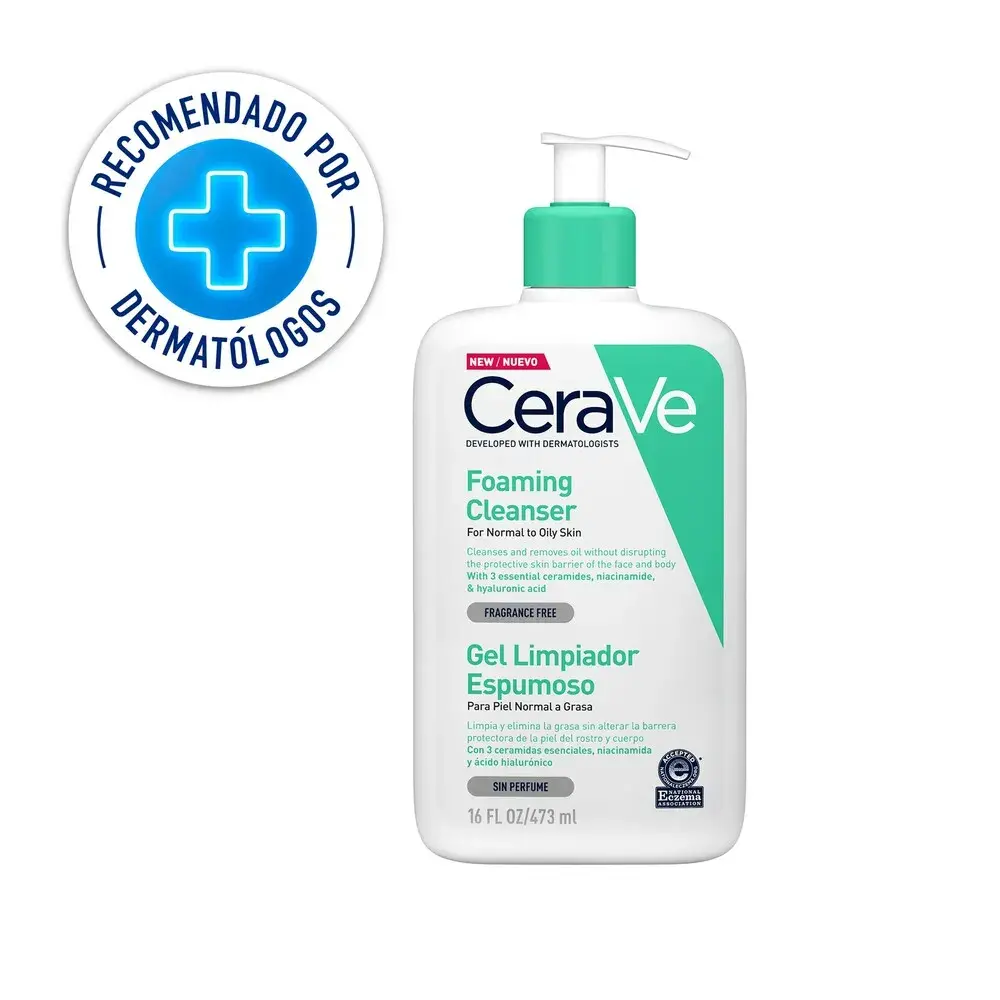 RECOMENDADO POR
DERMATÓLOGOS
NEW / NUEVO
CeraVe
DEVELOPED WITH DERMATOLOGISTS
Foaming
Cleanser
For Normal to Oily Skin
Cleanses and removes oil without disrupting
the protective skin barrier of the face and body
With 3 essential ceramides, niacinamide,
& hyaluronic acid
FRAGRANCE FREE
Gel Limpiador
Espumoso
Para Piel Normal a Grasa
Limpia y elimina la grasa sin alterar la barrera
protectora de la piel del rostro y cuerpo
Con 3 ceramidas esenciales, niacinamida
y ácido hialurónico
SIN PERFUME
16 FL OZ/473 ml
ACCEPTED
e
NATIONALECZEMA.ORG
NATIONAL
Eczema
ASSOCIATION